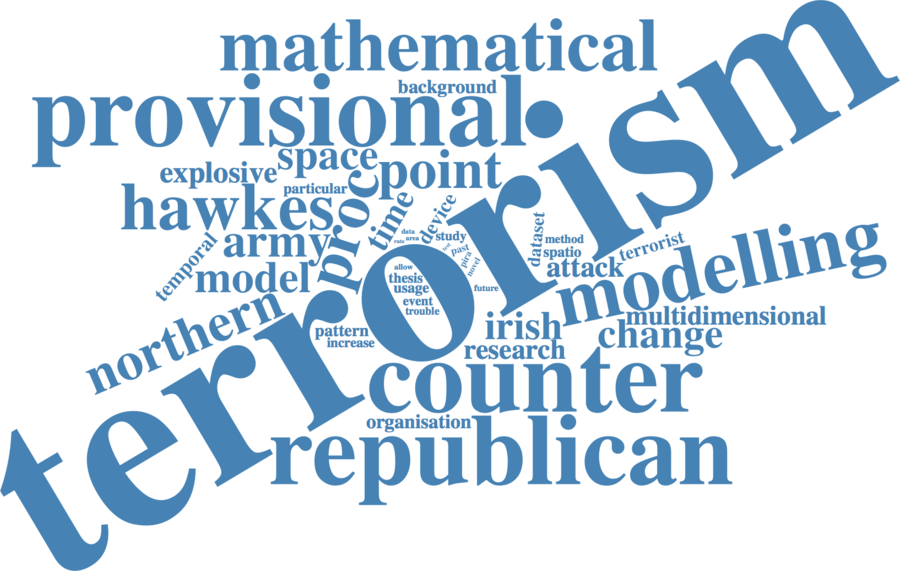 mathematical
background
provisional
•
terrorism
space
point
explosive
particular
proc
hawkes
time
device
data
area
rate
study
army
temporal
model
dataset
method
spatio
attack
terrorist
modelling
past
pira
novel
future
allow
thesis
usage
event
trouble
northern
pattern
increase
irish
research
multidimensional
change
counter
organisation
republican